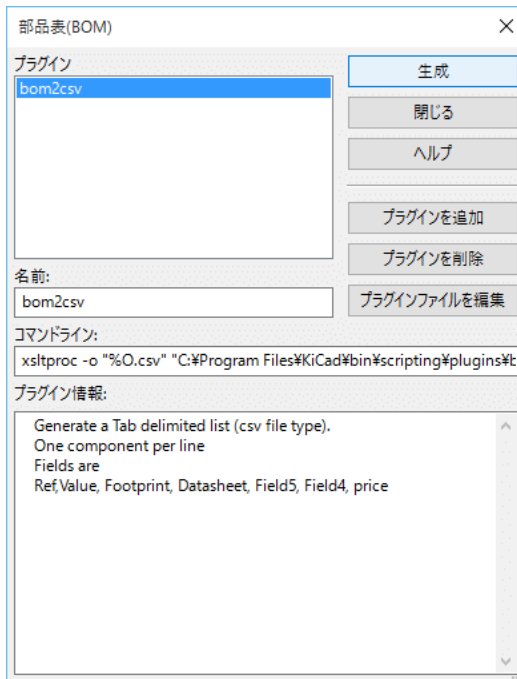 部品表(BOM)
プラグイン
bom2csv
生成
閉じる
ヘルプ
プラグインを追加
プラグインを削除
プラグインファイルを編集
名前:
bom2csv
コマンドライン:
xsltproc -o "%O.csv" "C:¥Program Files¥KiCad¥bin¥scripting¥plugins¥b
プラグイン情報:
Generate a Tab delimited list (csv file type).
One component per line
Fields are
Ref,Value, Footprint, Datasheet, Field5, Field4, price